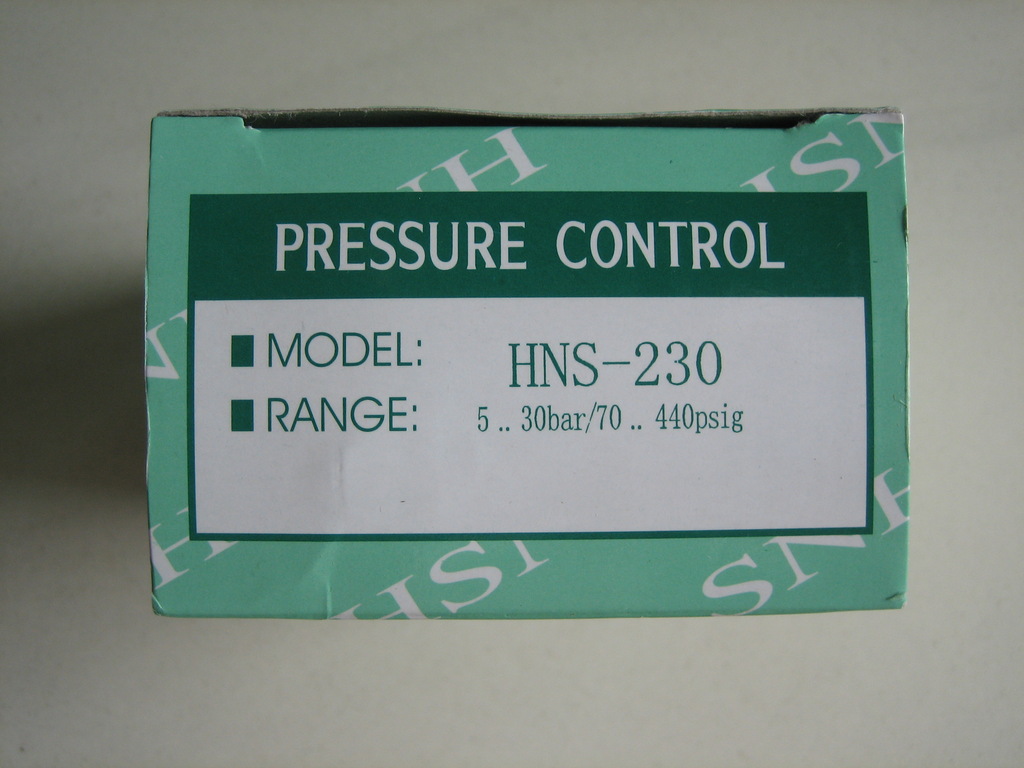 PRESSURE CONTROL
MODEL: HNS-230
RANGE: 5 .. 30bar/70 .. 440psig